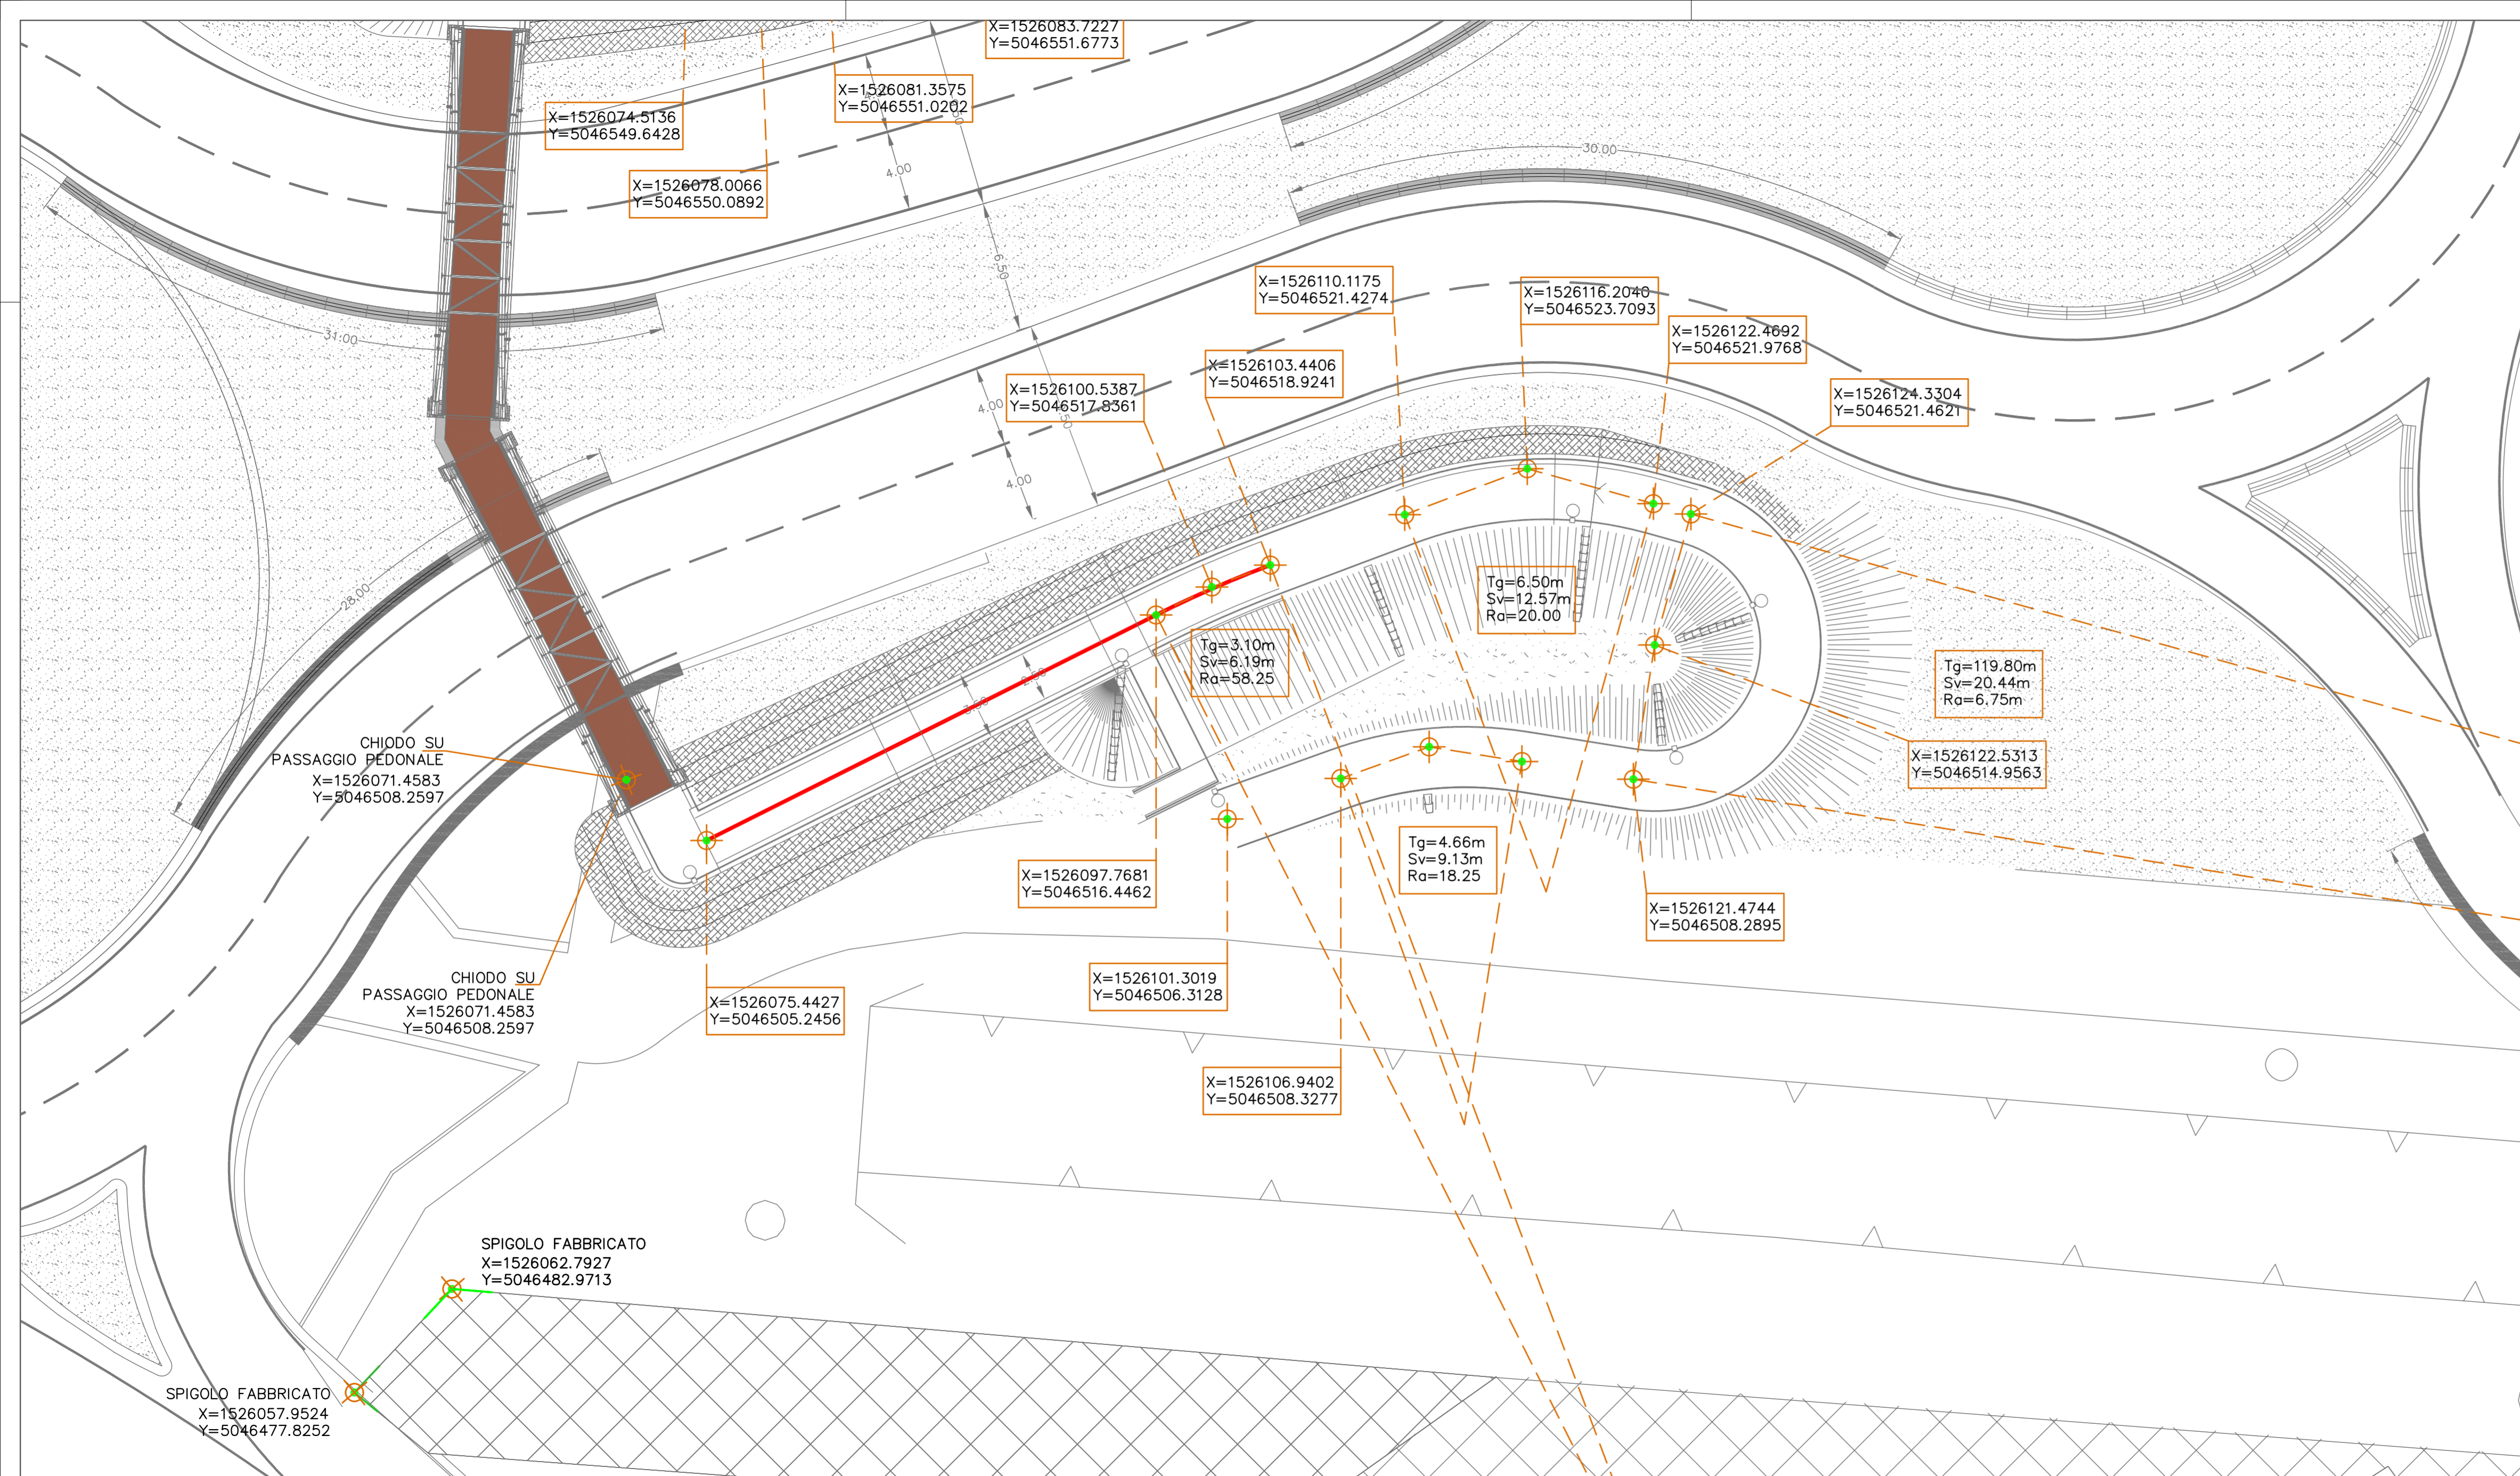 X=1526083.7227
Y=5046551.6773
X=1526081.3575
Y=5046551.0202
X=1526074.5136
Y=5046549.6428
X=1526078.0066
Y=5046550.0892
4.00
30.00
6.50
31.00
X=1526110.1175
Y=5046521.4274
X=1526116.2040
Y=5046523.7093
X=1526122.4692
Y=5046521.9768
X=1526103.4406
Y=5046518.9241
X=1526100.5387
Y=5046517.8361
X=1526124.3304
Y=5046521.4621
4.00
4.00
28.00
Tg=6.50m
Sv=12.57m
Ra=20.00
Tg=3.10m
Sv=6.19m
Ra=58.25
Tg=119.80m
Sv=20.44m
Ra=6.75m
CHIODO SU
PASSAGGIO PEDONALE
X=1526071.4583
Y=5046508.2597
X=1526122.5313
Y=5046514.9563
Tg=4.66m
Sv=9.13m
Ra=18.25
X=1526097.7681
Y=5046516.4462
X=1526121.4744
Y=5046508.2895
CHIODO SU
PASSAGGIO PEDONALE
X=1526071.4583
Y=5046508.2597
X=1526101.3019
Y=5046506.3128
X=1526075.4427
Y=5046505.2456
X=1526106.9402
Y=5046508.3277
SPIGOLO FABBRICATO
X=1526062.7927
Y=5046482.9713
SPIGOLO FABBRICATO
X=1526057.9524
Y=5046477.8252